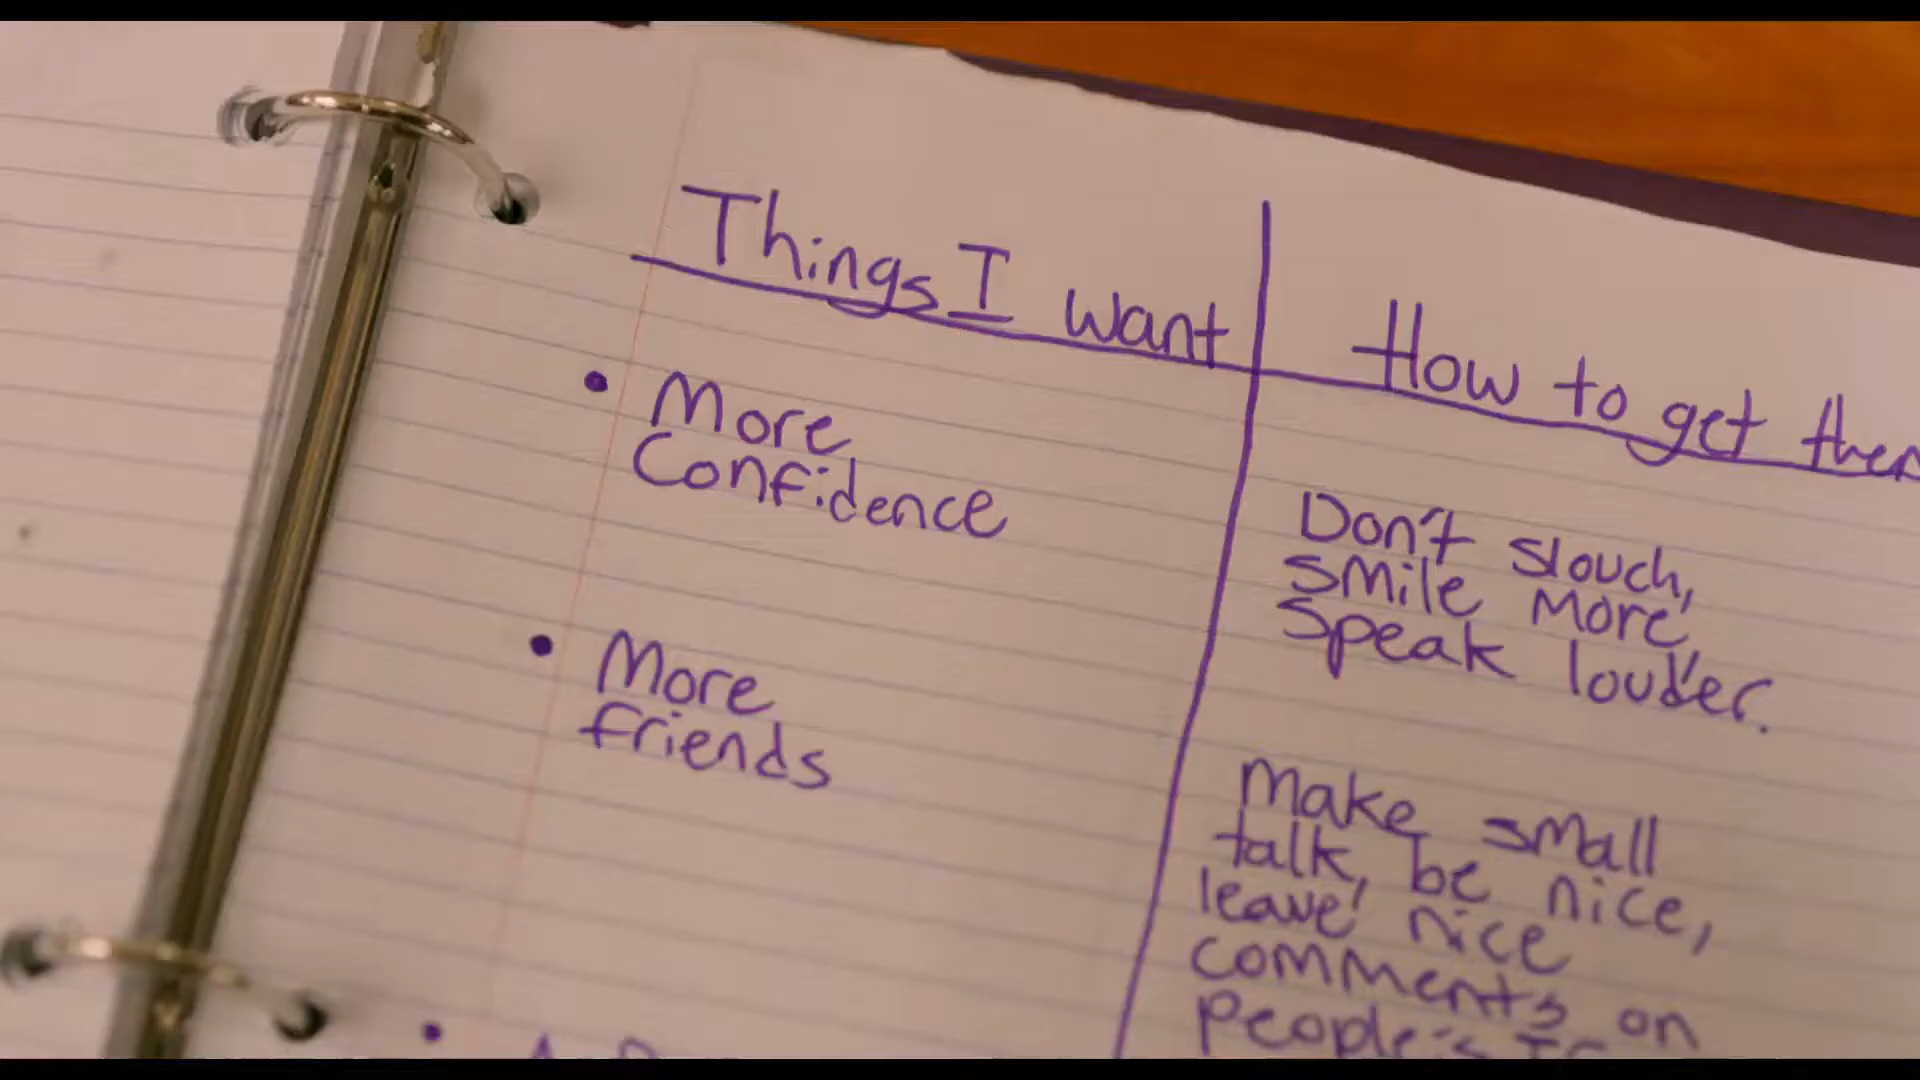 Things I want
How to get
• More
Confidence
Don't slouch,
smile more,
speak louder.
• More
friends
Make small
talk, be nice,
leave nice
comments on
people's